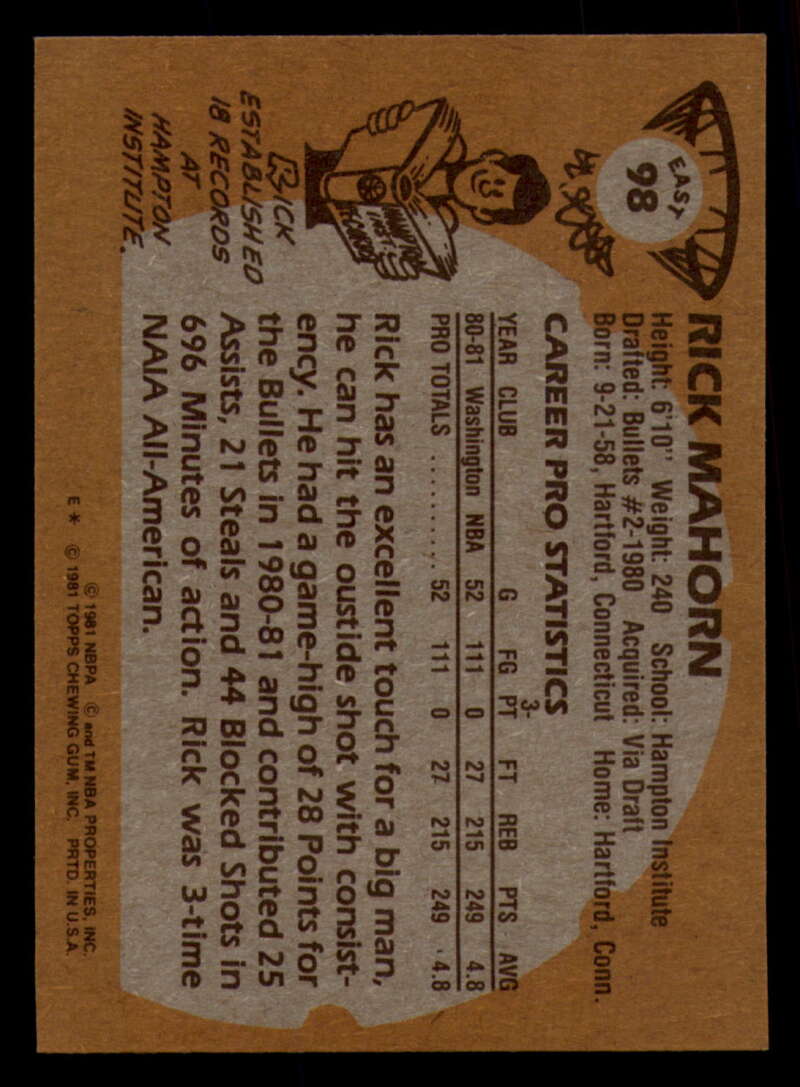 EASY
98
RICK MAHORN
Height: 6'10" Weight: 240 School: Hampton Institute
Drafted: Bullets #2-1980 Acquired: Via Draft
Born: 9-21-58, Hartford, Connecticut Home: Hartford, Conn.
CAREER PRO STATISTICS
YEAR CLUB G FG 3-PT FT REB PTS AVG
80-81 Washington NBA 52 111 0 27 215 249 4.8
PRO TOTALS .......... 52 111 0 27 215 249 4.8
Rick has an excellent touch for a big man,
he can hit the oustide shot with consist-
ency. He had a game-high of 28 Points for
the Bullets in 1980-81 and contributed 25
Assists, 21 Steals and 44 Blocked Shots in
696 Minutes of action. Rick was 3-time
NAIA All-American.
HAMPTON
INST.
RECORDS
RICK
ESTABLISHED
18 RECORDS
AT
HAMPTON
INSTITUTE.
© 1981 NBPA © and TM NBA PROPERTIES, INC.
E * © 1981 TOPPS CHEWING GUM, INC. PRTD. IN U.S.A.